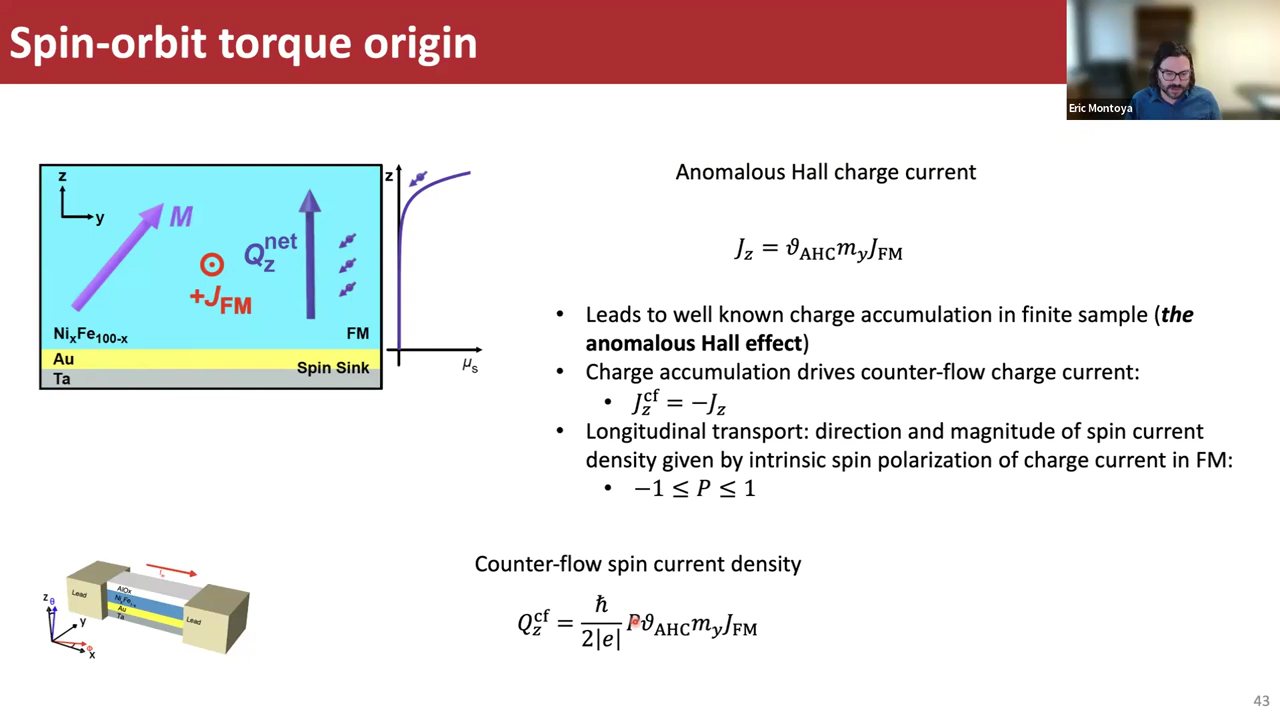 Spin-orbit torque origin
Eric Montoya
z
y
M
Q_z^net
+J_FM
Ni_xFe_100-x
FM
Au
Spin Sink
Ta
z
μ_s
Anomalous Hall charge current
J_z = ϑ_AHC m_y J_FM
• Leads to well known charge accumulation in finite sample (the
anomalous Hall effect)
• Charge accumulation drives counter-flow charge current:
• J_z^cf = −J_z
• Longitudinal transport: direction and magnitude of spin current
density given by intrinsic spin polarization of charge current in FM:
• −1 ≤ P ≤ 1
Counter-flow spin current density
Q_z^cf = ℏ/2|e| Pϑ_AHC m_y J_FM
Lead
AlOx
Au
Ta
Lead
z
θ
y
x
43